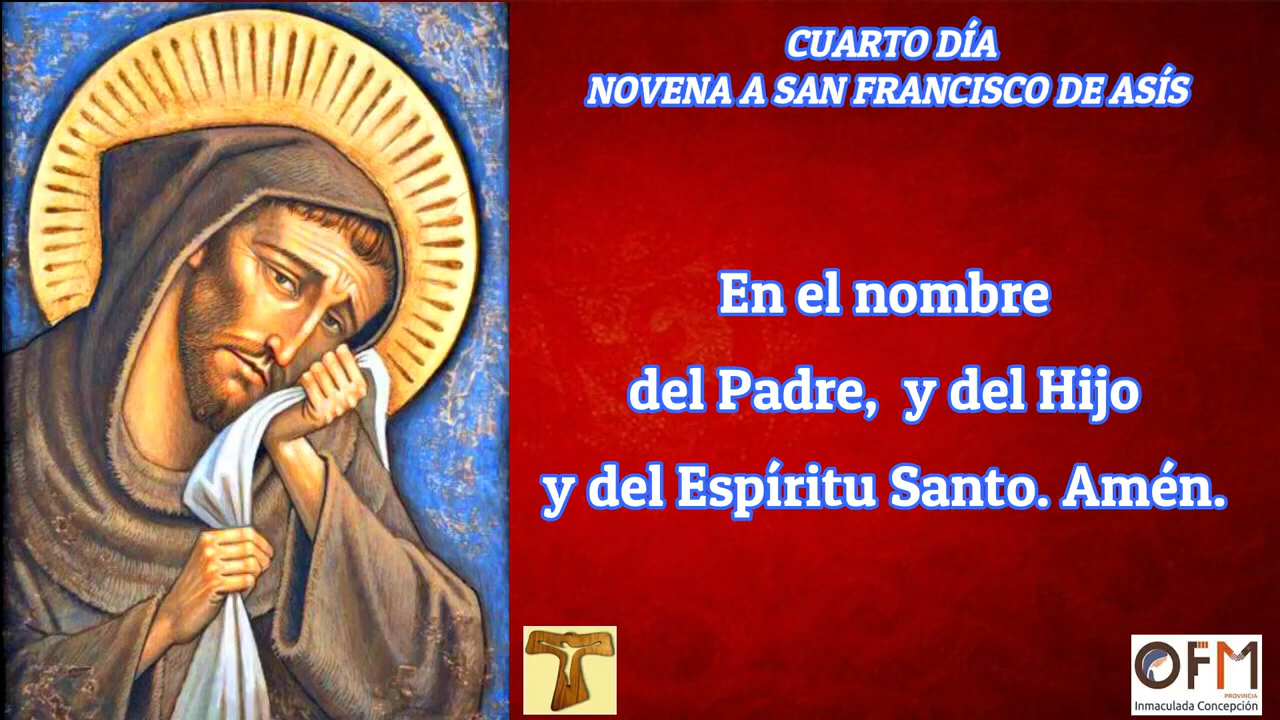 CUARTO DÍA
NOVENA A SAN FRANCISCO DE ASÍS
En el nombre
del Padre,  y del Hijo
y del Espíritu Santo. Amén.
OFM
PROVINCIA
Inmaculada Concepción